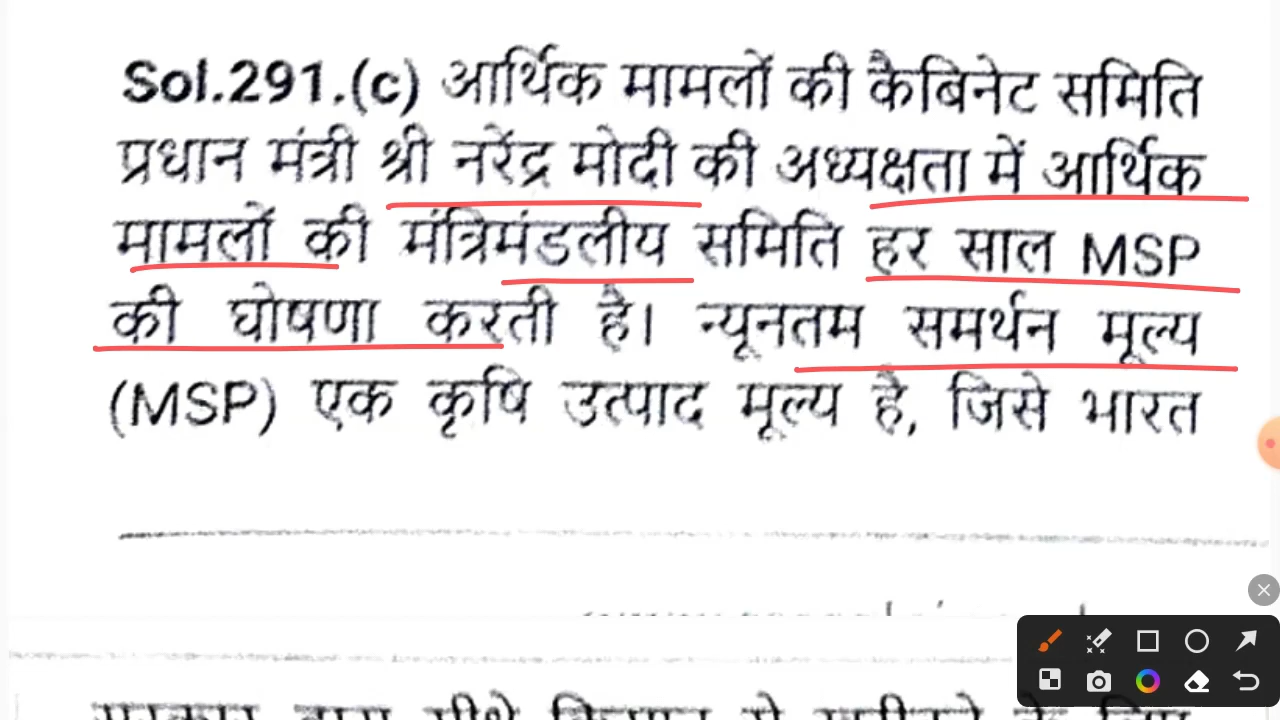 Sol.291.(c) आर्थिक मामलों की कैबिनेट समिति
प्रधान मंत्री श्री नरेंद्र मोदी की अध्यक्षता में आर्थिक
मामलों की मंत्रिमंडलीय समिति हर साल MSP
की घोषणा करती है। न्यूनतम समर्थन मूल्य
(MSP) एक कृषि उत्पाद मूल्य है, जिसे भारत